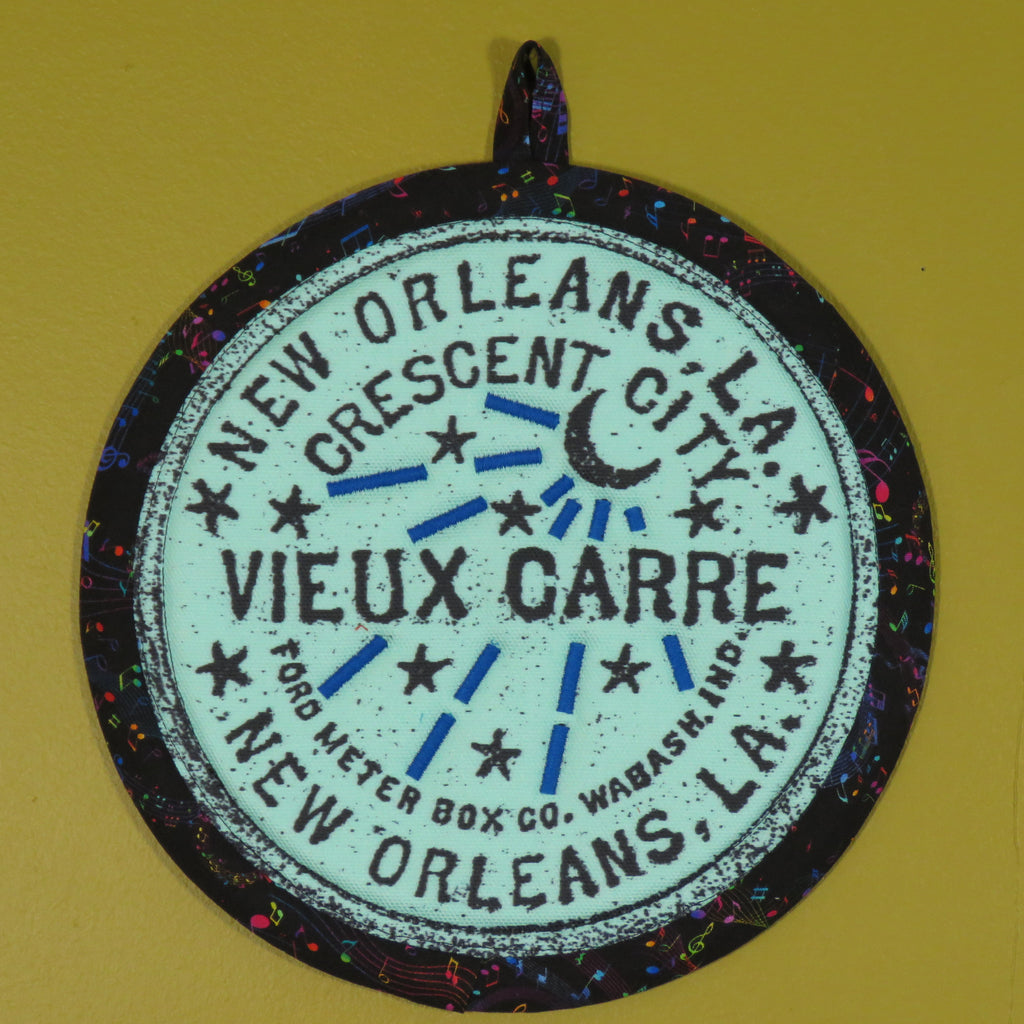 NEW ORLEANS, LA.
CRESCENT CITY
VIEUX CARRE
FORD METER BOX CO. WABASH, IND.
NEW ORLEANS, LA.